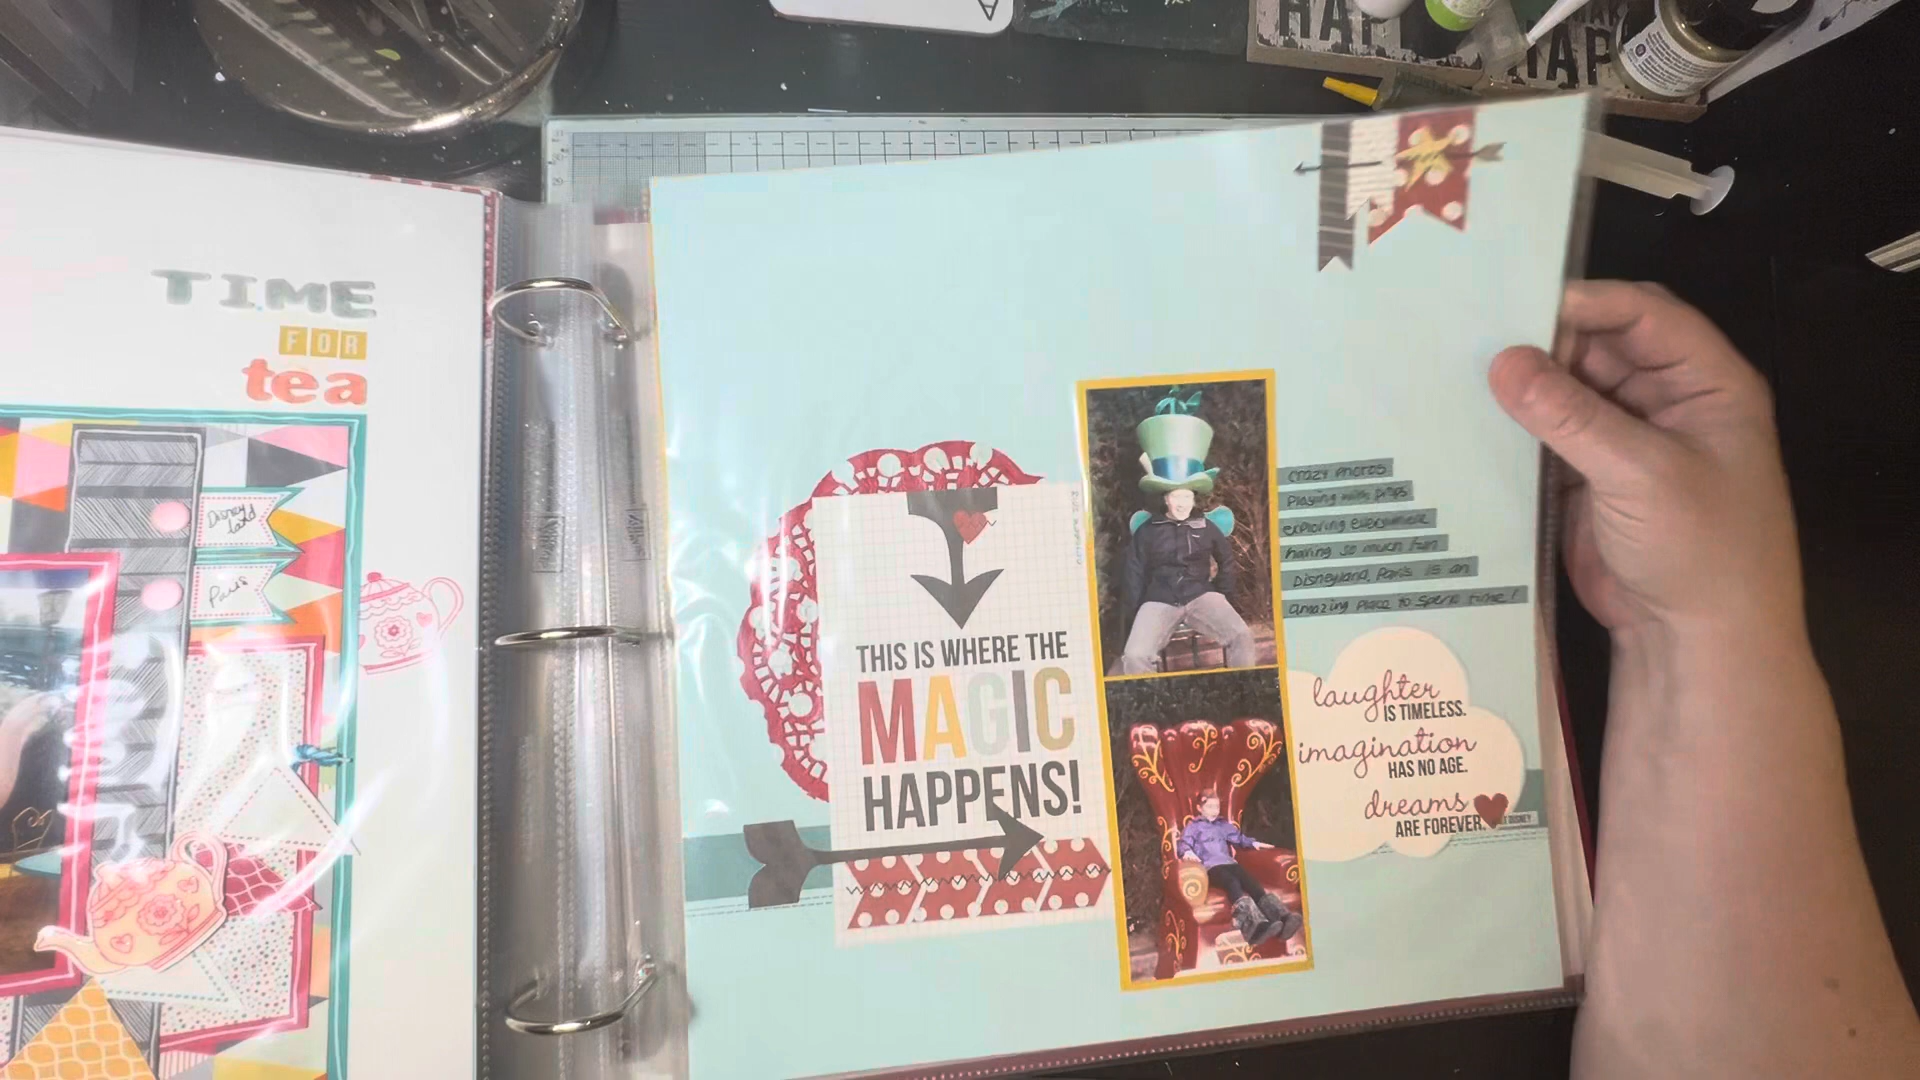 TIME
FOR
tea
Disney
land
Paris
THIS IS WHERE THE
MAGIC
HAPPENS!
crazy photos
Playing with props
exploring everywhere
having so much fun
Disneyland Paris is an
amazing place to spend time!
laughter
IS TIMELESS.
imagination
HAS NO AGE.
dreams
ARE FOREVER.
DISNEY